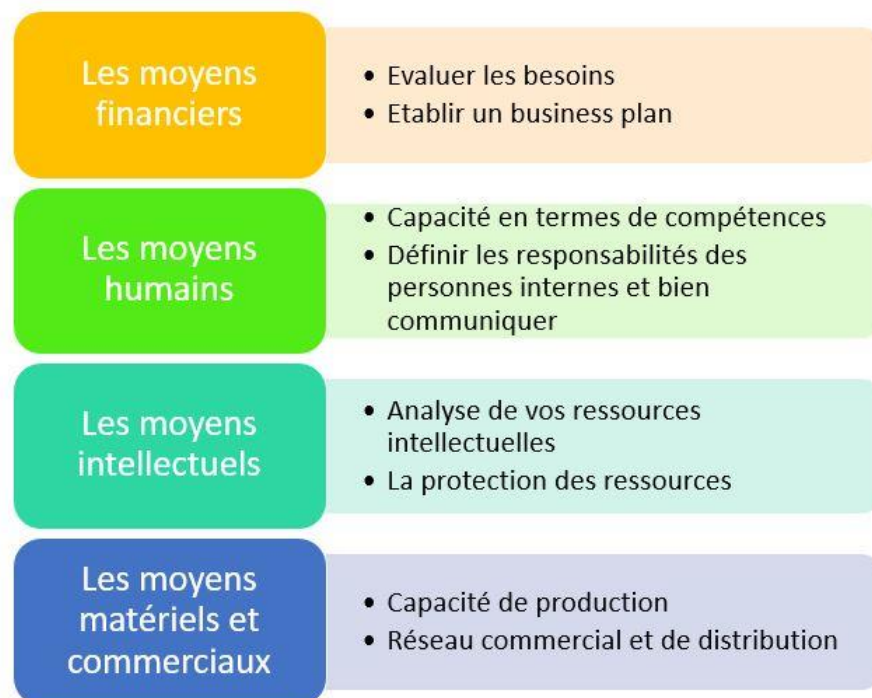 Les moyens
financiers
• Evaluer les besoins
• Etablir un business plan
Les moyens
humains
• Capacité en termes de compétences
• Définir les responsabilités des
personnes internes et bien
communiquer
Les moyens
intellectuels
• Analyse de vos ressources
intellectuelles
• La protection des ressources
Les moyens
matériels et
commerciaux
• Capacité de production
• Réseau commercial et de distribution